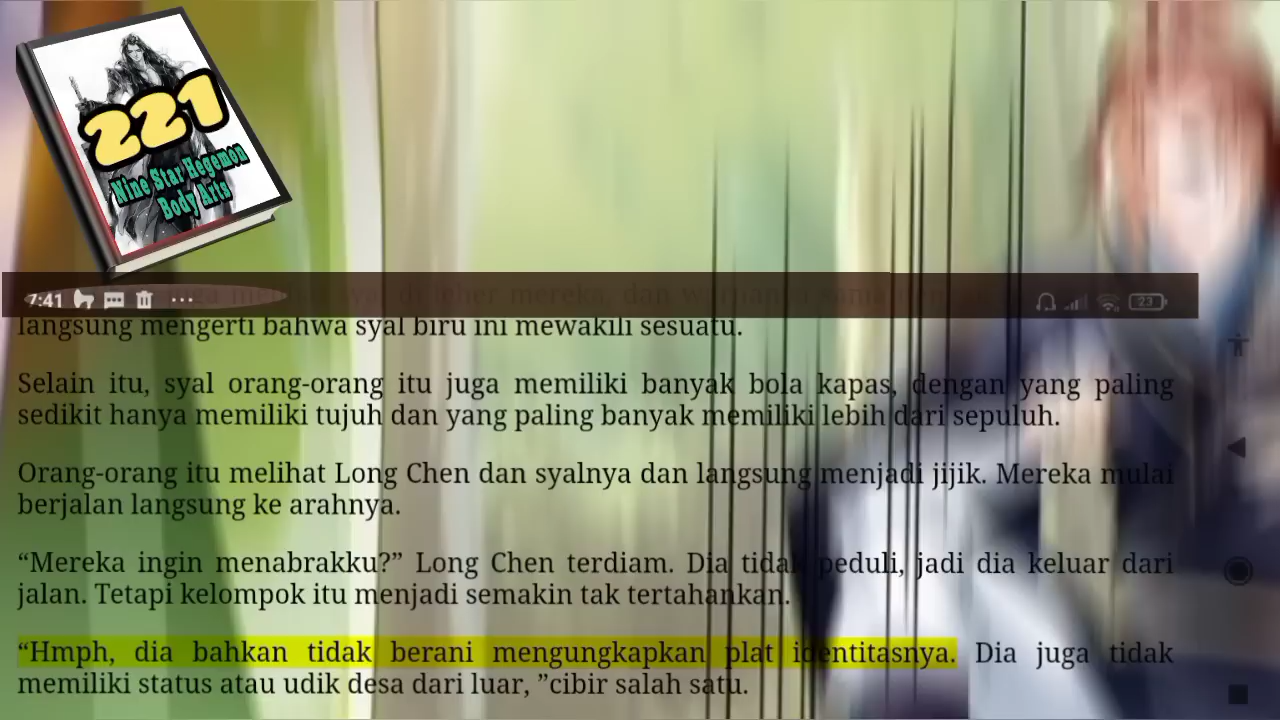 221
Nine Star Hegemon
Body Arts
7:41
23
di leher mereka, dan
langsung mengerti bahwa syal biru ini mewakili sesuatu.
Selain itu, syal orang-orang itu juga memiliki banyak bola kapas, dengan yang paling
sedikit hanya memiliki tujuh dan yang paling banyak memiliki lebih dari sepuluh.
Orang-orang itu melihat Long Chen dan syalnya dan langsung menjadi jijik. Mereka mulai
berjalan langsung ke arahnya.
“Mereka ingin menabrakku?” Long Chen terdiam. Dia tidak peduli, jadi dia keluar dari
jalan. Tetapi kelompok itu menjadi semakin tak tertahankan.
“Hmph, dia bahkan tidak berani mengungkapkan plat identitasnya. Dia juga tidak
memiliki status atau udik desa dari luar, ”cibir salah satu.